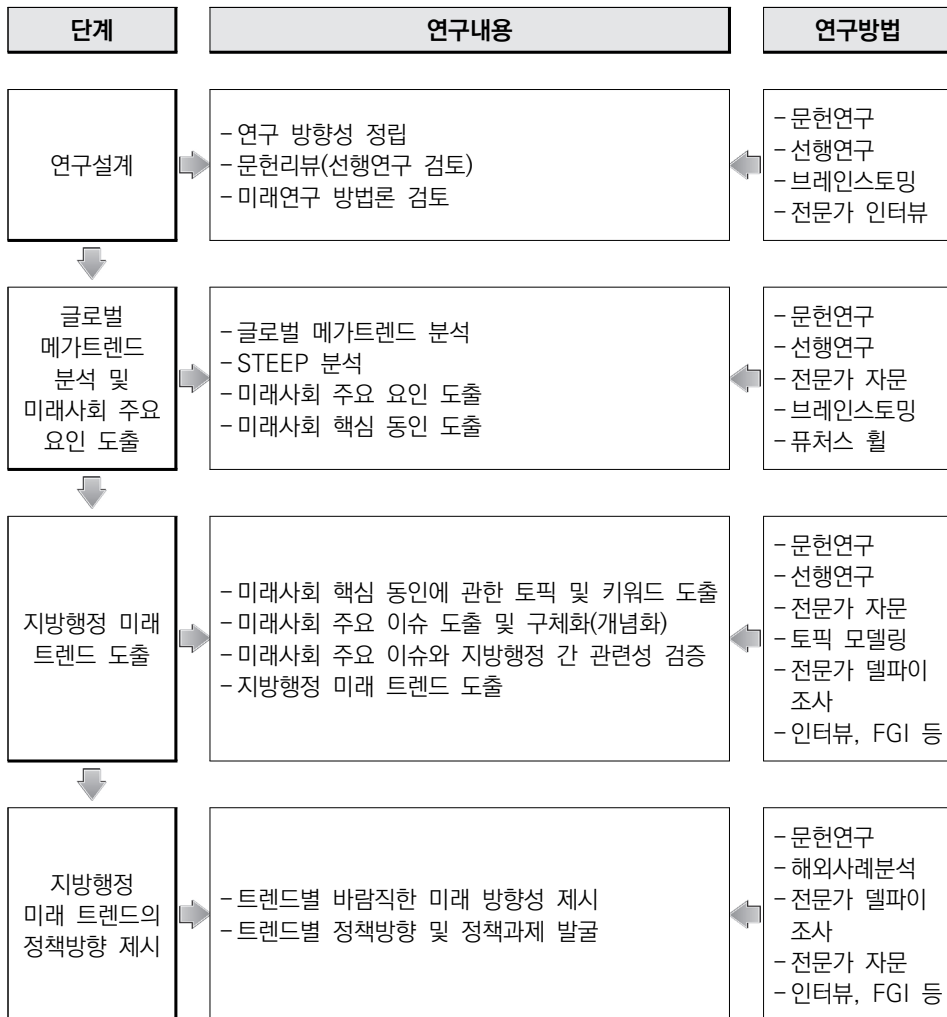 단계
연구내용
연구방법
연구설계
- 연구 방향성 정립
- 문헌리뷰(선행연구 검토)
- 미래연구 방법론 검토
- 문헌연구
- 선행연구
- 브레인스토밍
- 전문가 인터뷰
글로벌
메가트렌드
분석 및
미래사회 주요
요인 도출
- 글로벌 메가트렌드 분석
- STEEP 분석
- 미래사회 주요 요인 도출
- 미래사회 핵심 동인 도출
- 문헌연구
- 선행연구
- 전문가 자문
- 브레인스토밍
- 퓨처스 휠
지방행정 미래
트렌드 도출
- 미래사회 핵심 동인에 관한 토픽 및 키워드 도출
- 미래사회 주요 이슈 도출 및 구체화(개념화)
- 미래사회 주요 이슈와 지방행정 간 관련성 검증
- 지방행정 미래 트렌드 도출
- 문헌연구
- 선행연구
- 전문가 자문
- 토픽 모델링
- 전문가 델파이
조사
- 인터뷰, FGI 등
지방행정
미래 트렌드의
정책방향 제시
- 트렌드별 바람직한 미래 방향성 제시
- 트렌드별 정책방향 및 정책과제 발굴
- 문헌연구
- 해외사례분석
- 전문가 델파이
조사
- 전문가 자문
- 인터뷰, FGI 등